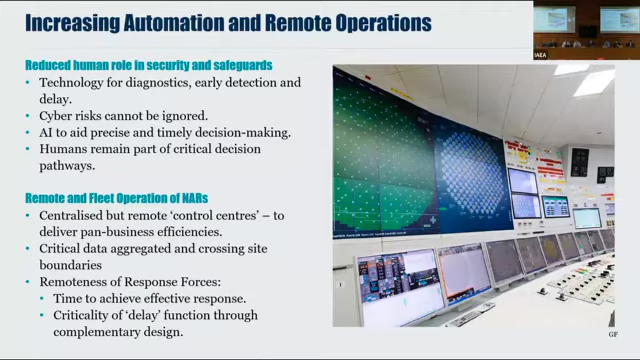 Increasing Automation and Remote Operations
IAEA
Reduced human role in security and safeguards
• Technology for diagnostics, early detection and
delay.
• Cyber risks cannot be ignored.
• AI to aid precise and timely decision-making.
• Humans remain part of critical decision
pathways.
Remote and Fleet Operation of NARs
• Centralised but remote ‘control centres’ – to
deliver pan-business efficiencies.
• Critical data aggregated and crossing site
boundaries
• Remoteness of Response Forces:
• Time to achieve effective response.
• Criticality of ‘delay’ function through
complementary design.
GF